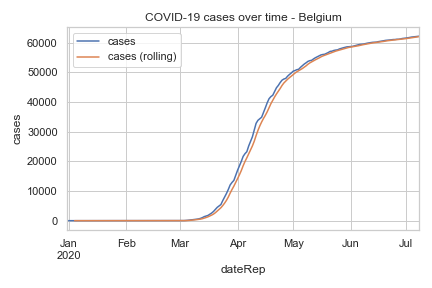 COVID-19 cases over time - Belgium
cases
cases (rolling)
60000
50000
40000
30000
20000
10000
0
cases
Jan Feb Mar Apr May Jun Jul
2020
dateRep